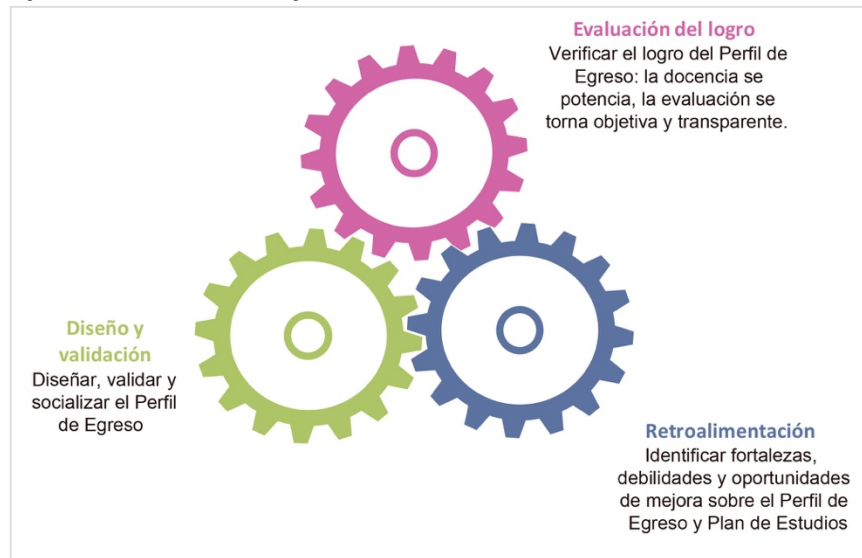 Evaluación del logro
Verificar el logro del Perfil de
Egreso: la docencia se
potencia, la evaluación se
torna objetiva y transparente.
Diseño y
validación
Diseñar, validar y
socializar el Perfil
de Egreso
Retroalimentación
Identificar fortalezas,
debilidades y oportunidades
de mejora sobre el Perfil de
Egreso y Plan de Estudios